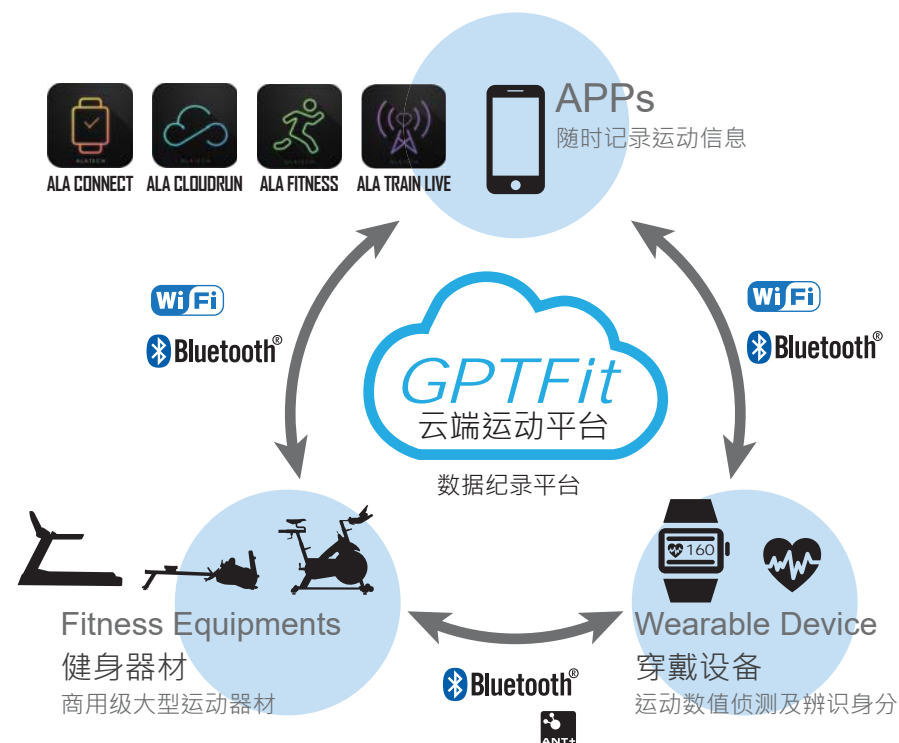 APPs
随时记录运动信息
ALA CONNECT
ALA CLOUDRUN
ALA FITNESS
ALA TRAIN LIVE
WiFi
Bluetooth®
WiFi
Bluetooth®
GPTFit
云端运动平台
数据纪录平台
160
Fitness Equipments
健身器材
商用级大型运动器材
Wearable Device
穿戴设备
运动数值侦测及辨识身分
Bluetooth®
ANT+